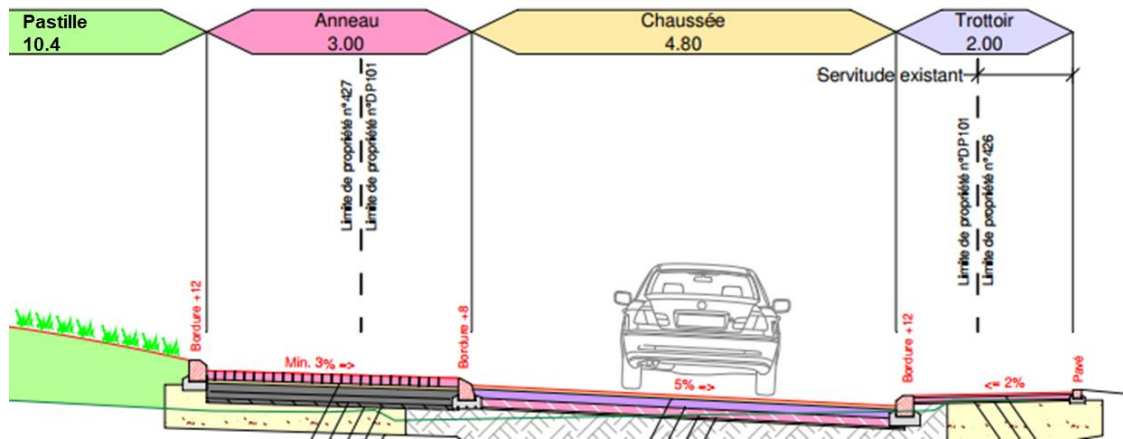 Pastille
10.4
Anneau
3.00
Chaussée
4.80
Trottoir
2.00
Servitude existant
Limite de propriété n°427
Limite de propriété n°DP101
Limite de propriété n°DP101
Limite de propriété n°426
Bordure +12
Min. 3% =>
Bordure +8
5% =>
Bordure +12
<= 2%
Pavé